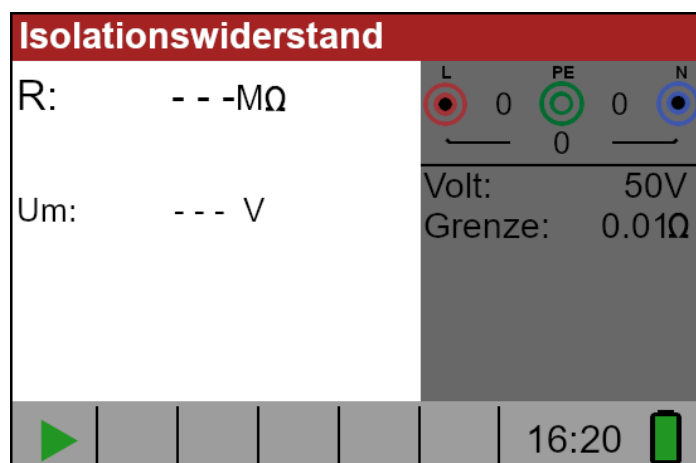 Isolationswiderstand
R: - - -MΩ
Um: - - - V
L PE N
0 0
0
Volt: 50V
Grenze: 0.01Ω
16:20